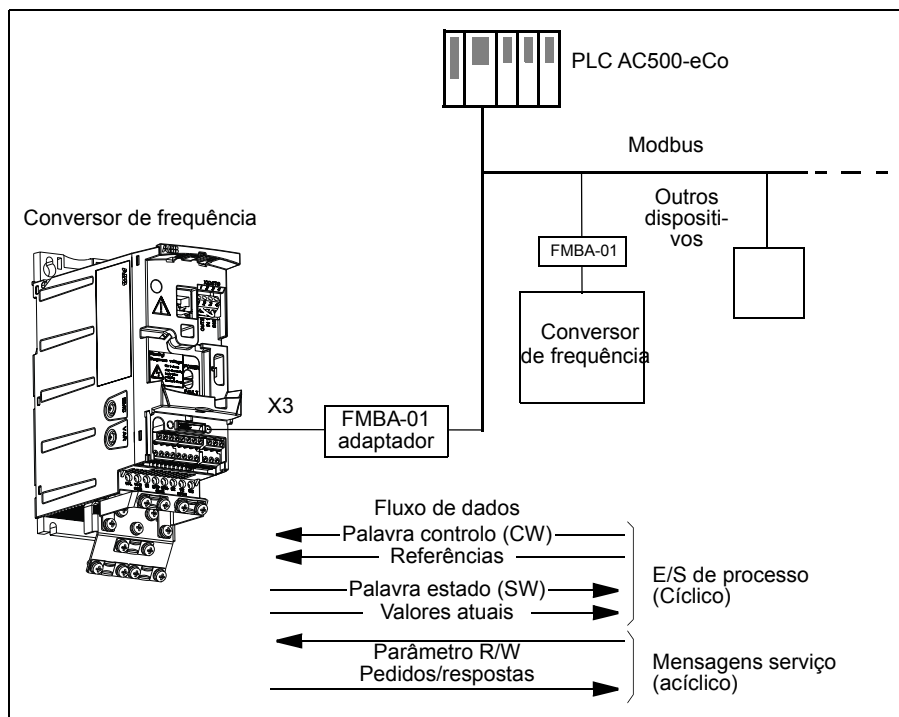 PLC AC500-eCo
Modbus
Conversor de frequência
Outros
dispositi-
vos
FMBA-01
Conversor
de frequência
X3
FMBA-01
adaptador
Fluxo de dados
Palavra controlo (CW)
Referências
Palavra estado (SW)
Valores atuais
E/S de processo
(Cíclico)
Parâmetro R/W
Pedidos/respostas
Mensagens serviço
(acíclico)